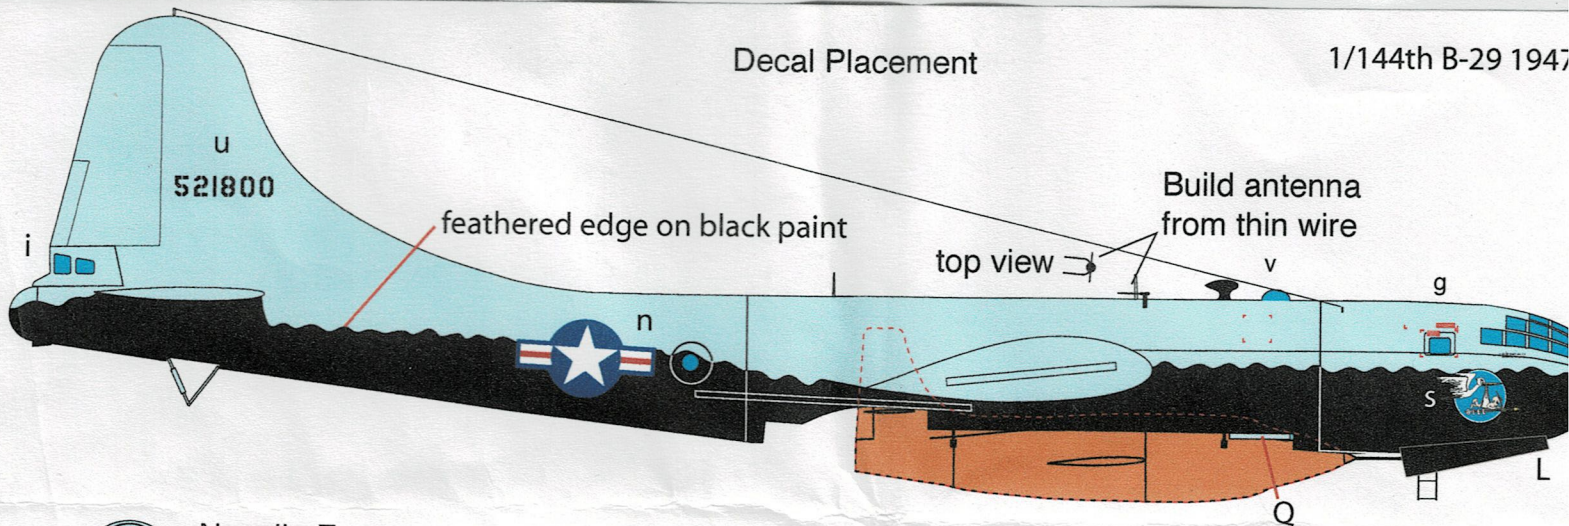 Decal Placement
1/144th B-29 1947
u
521800
Build antenna
from thin wire
feathered edge on black paint
i
top view
v
g
n
S
L
Q